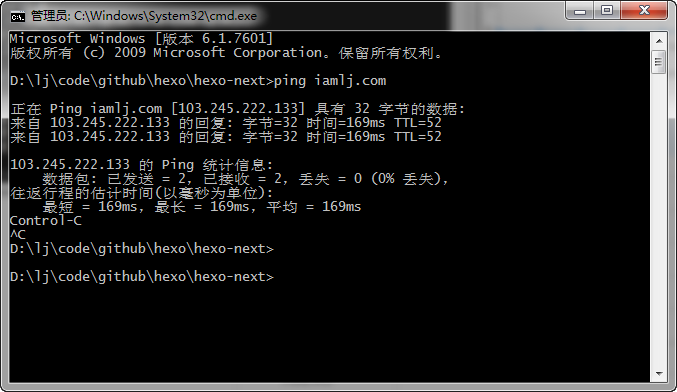 管理员: C:\Windows\System32\cmd.exe
Microsoft Windows [版本 6.1.7601]
版权所有 (c) 2009 Microsoft Corporation。保留所有权利。
D:\lj\code\github\hexo\hexo-next>ping iamlj.com
正在 Ping iamlj.com [103.245.222.133] 具有 32 字节的数据:
来自 103.245.222.133 的回复: 字节=32 时间=169ms TTL=52
来自 103.245.222.133 的回复: 字节=32 时间=169ms TTL=52
103.245.222.133 的 Ping 统计信息:
数据包: 已发送 = 2，已接收 = 2，丢失 = 0 (0% 丢失)，
往返行程的估计时间(以毫秒为单位):
最短 = 169ms，最长 = 169ms，平均 = 169ms
Control-C
^C
D:\lj\code\github\hexo\hexo-next>
D:\lj\code\github\hexo\hexo-next>